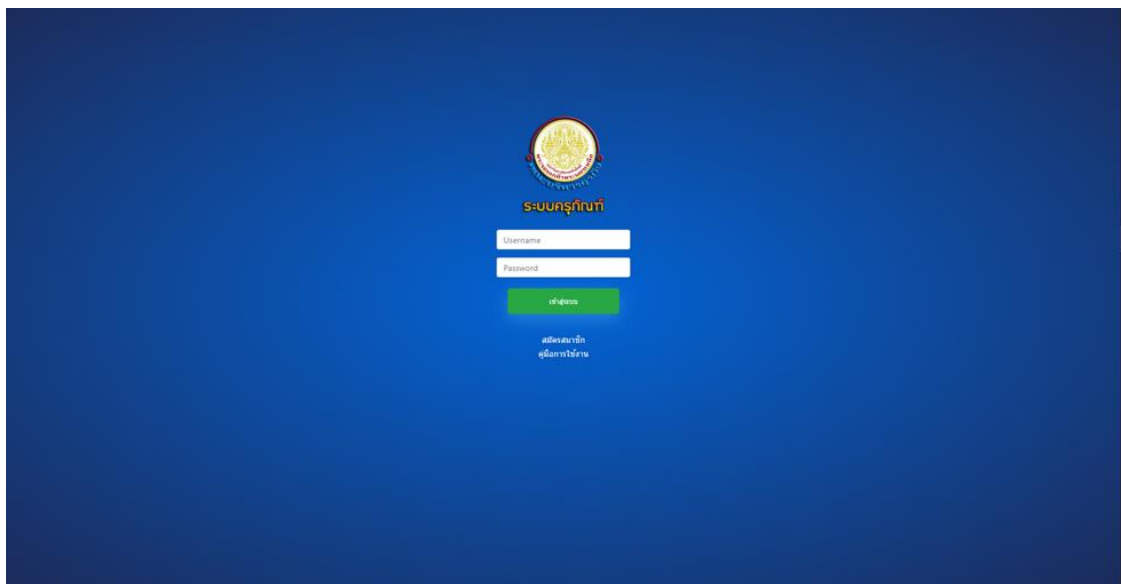 ระบบครุภัณฑ์
Username
Password
เข้าสู่ระบบ
สมัครสมาชิก
คู่มือการใช้งาน